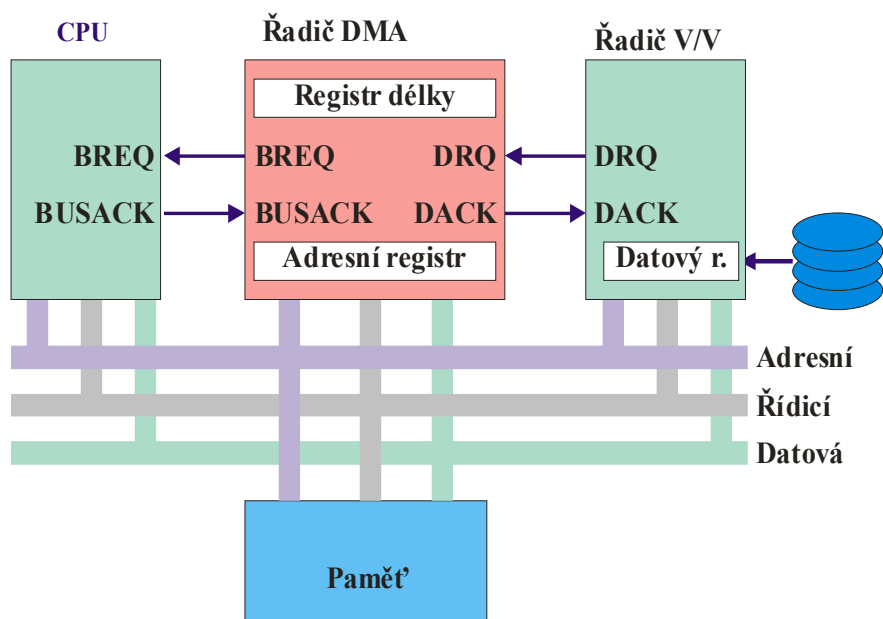 CPU
Řadič DMA
Řadič V/V
Registr délky
BREQ
BREQ
DRQ
DRQ
BUSACK
BUSACK
DACK
DACK
Adresní registr
Datový r.
Adresní
Řídicí
Datová
Paměť